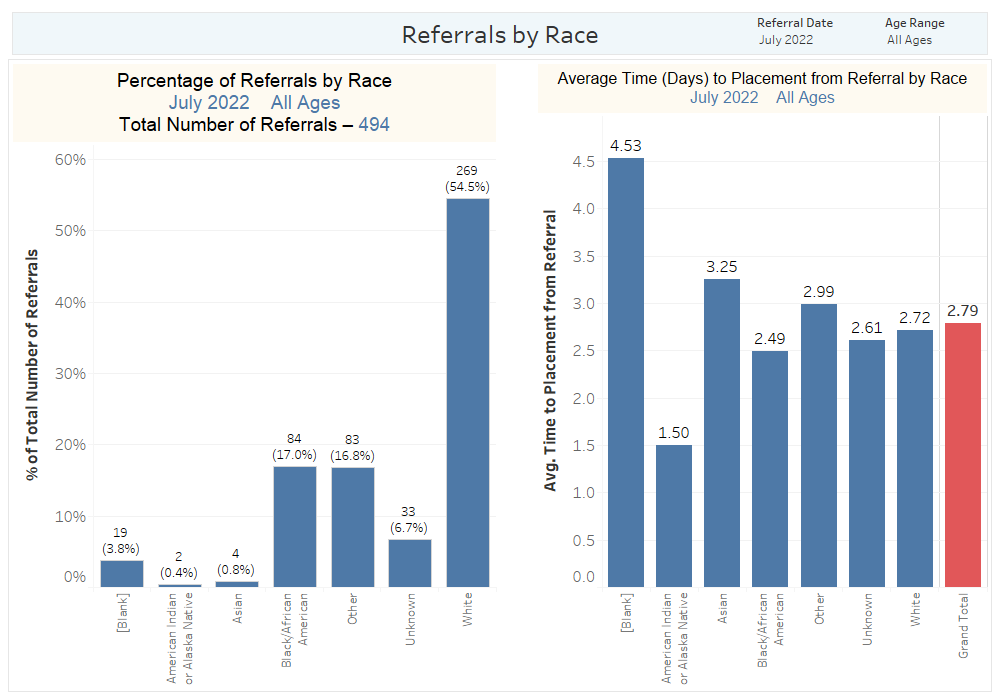 Referrals by Race
Referral Date
July 2022
Age Range
All Ages
Percentage of Referrals by Race
July 2022 All Ages
Total Number of Referrals – 494
% of Total Number of Referrals
60%
50%
40%
30%
20%
10%
0%
19
(3.8%)
2
(0.4%)
4
(0.8%)
84
(17.0%)
83
(16.8%)
33
(6.7%)
269
(54.5%)
[Blank]
American Indian
or Alaska Native
Asian
Black/African
American
Other
Unknown
White
Average Time (Days) to Placement from Referral by Race
July 2022 All Ages
Avg. Time to Placement from Referral
4.5
4.0
3.5
3.0
2.5
2.0
1.5
1.0
0.5
0.0
4.53
1.50
3.25
2.49
2.99
2.61
2.72
2.79
[Blank]
American Indian
or Alaska Native
Asian
Black/African
American
Other
Unknown
White
Grand Total